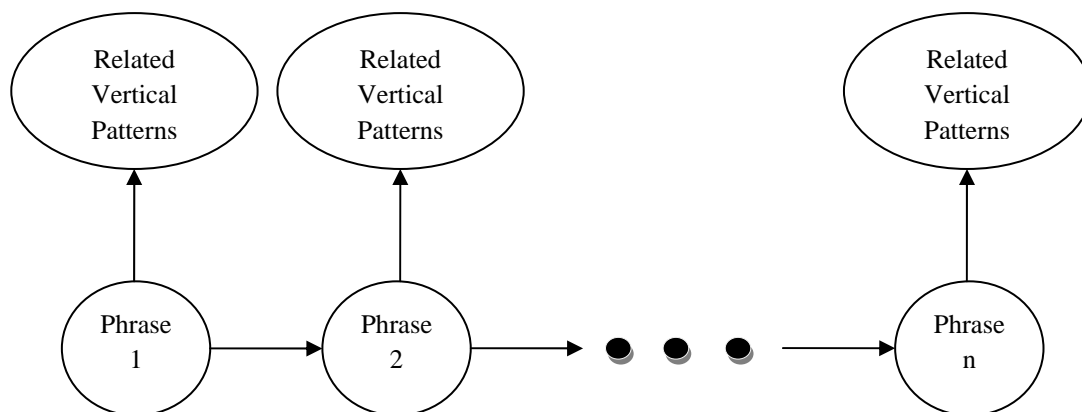 Related
Vertical
Patterns
Related
Vertical
Patterns
Related
Vertical
Patterns
Phrase
1
Phrase
2
Phrase
n